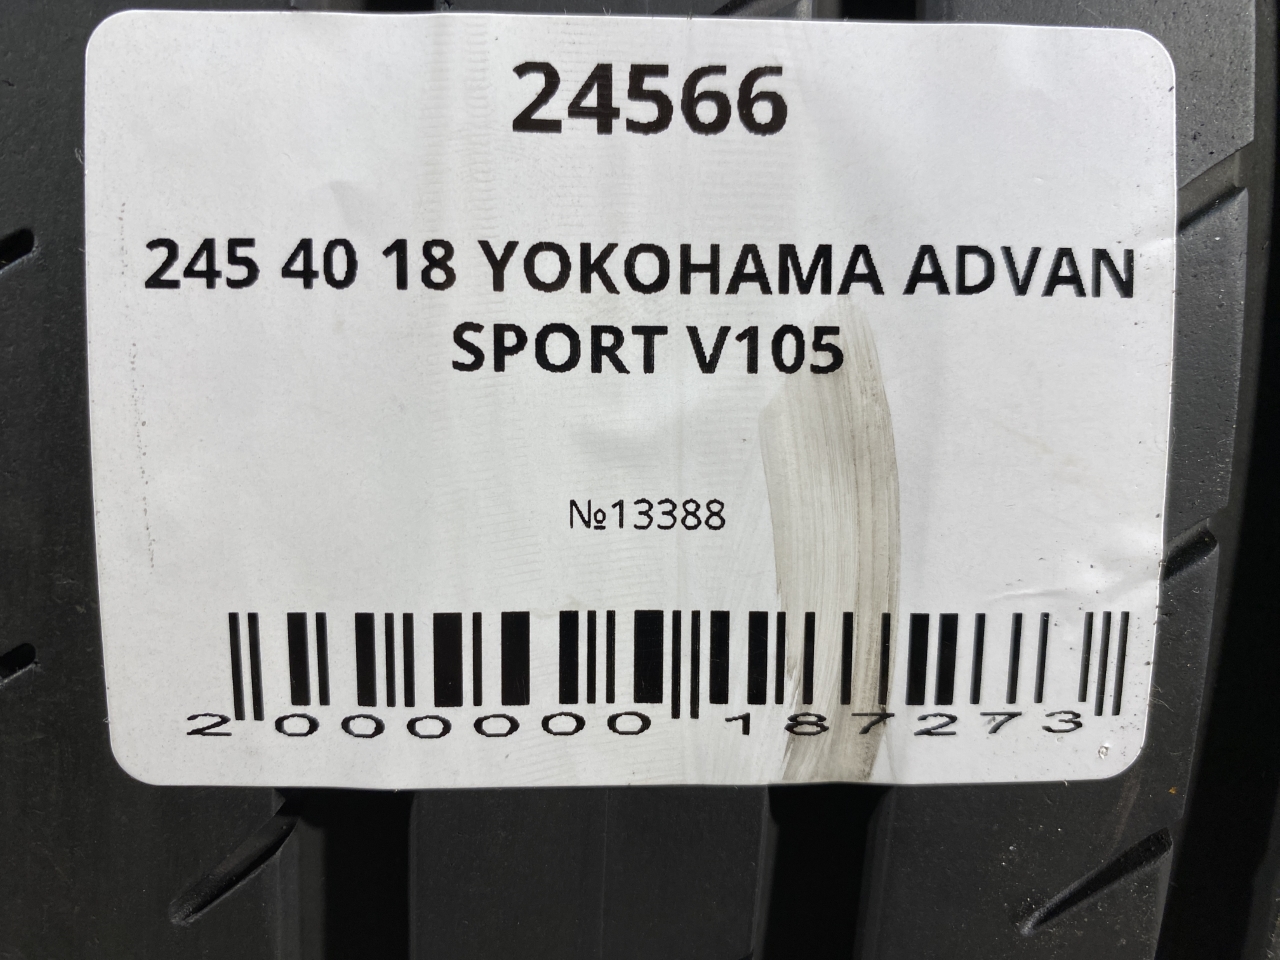 24566
245 40 18 YOKOHAMA ADVAN
SPORT V105
№13388
2 000000 187273